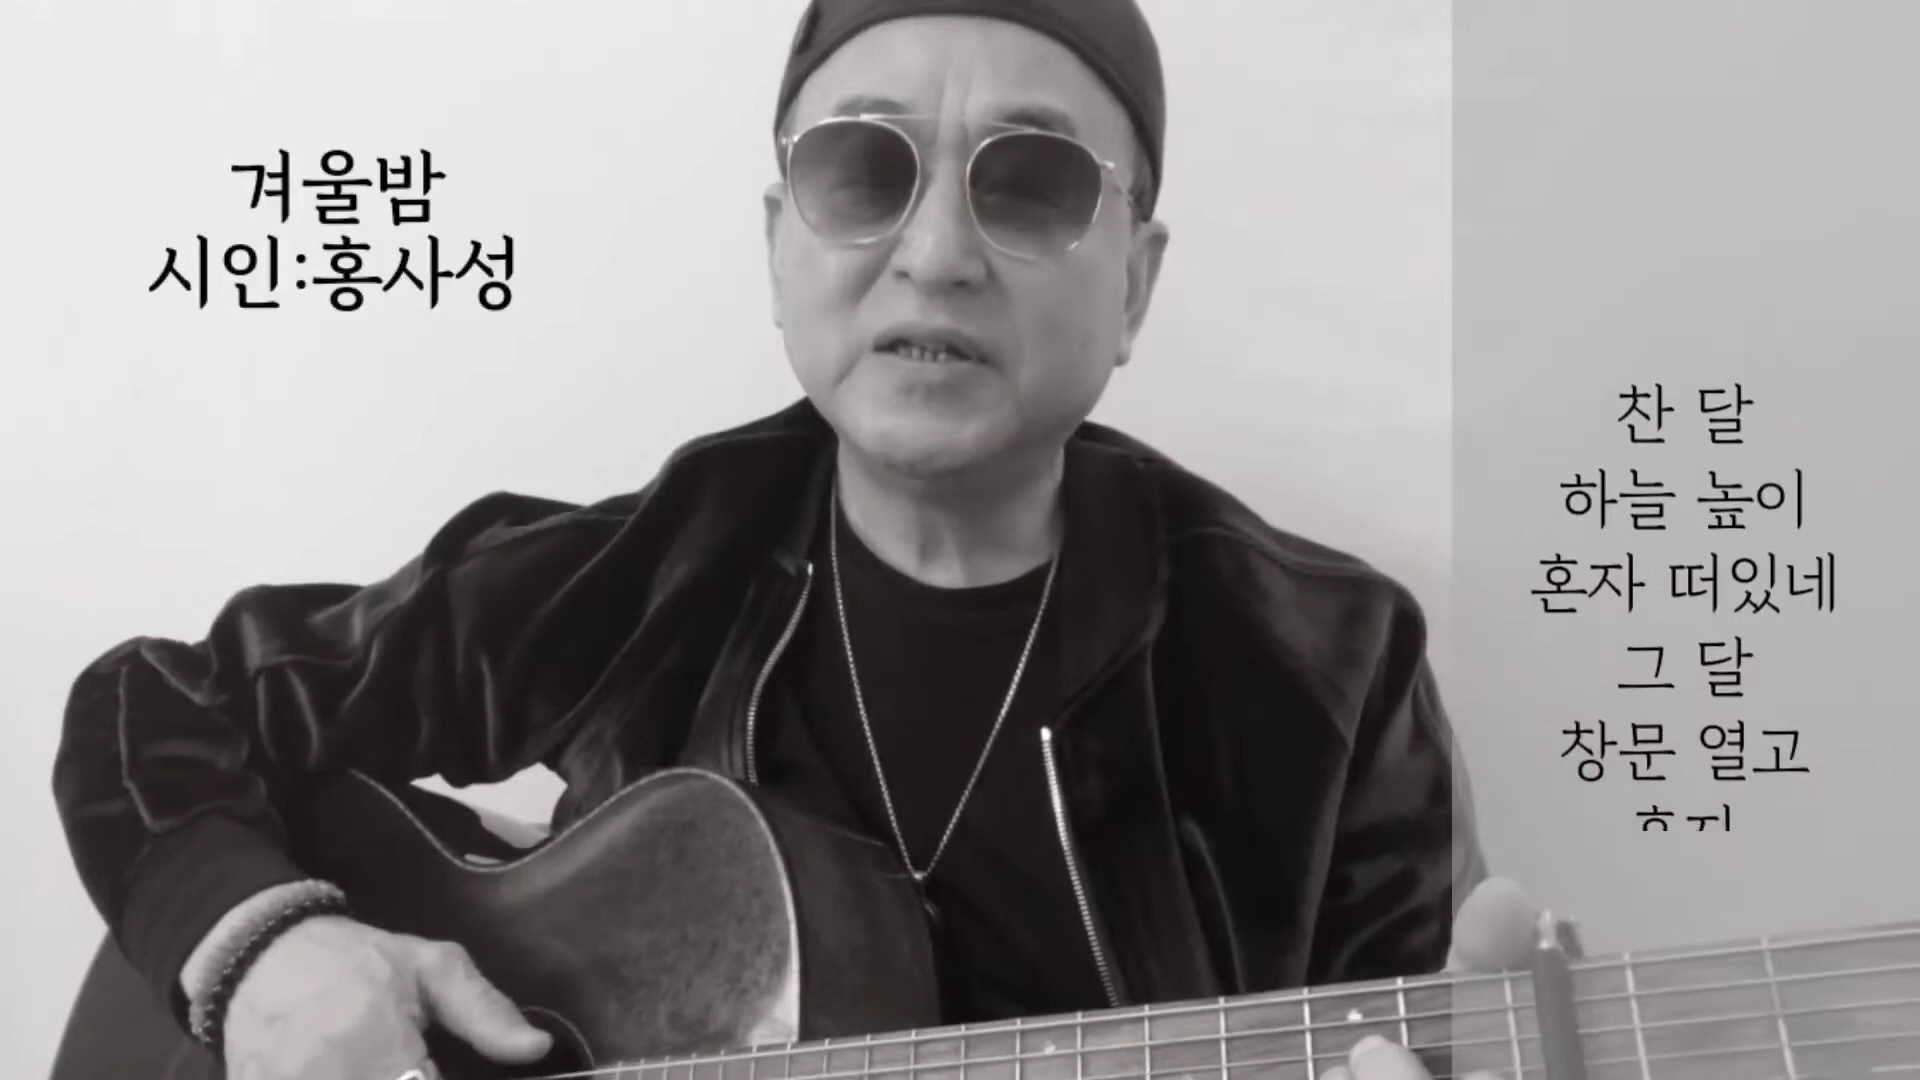 겨울밤
시인:홍사성
찬 달
하늘 높이
혼자 떠있네
그 달
창문 열고